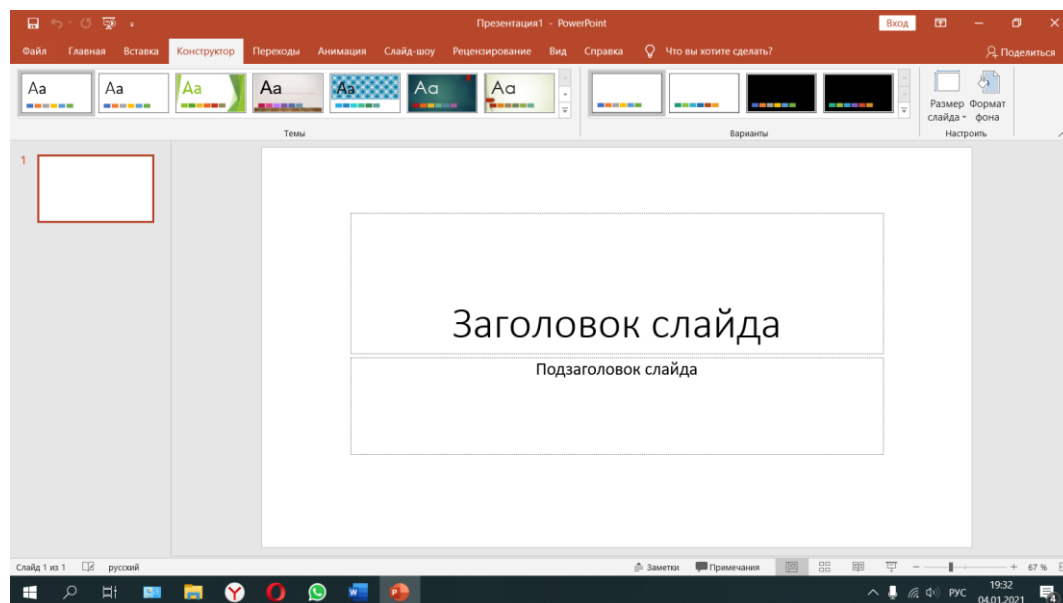 Презентация1 - PowerPoint
Вход
Файл Главная Вставка Конструктор Переходы Анимация Слайд-шоу Рецензирование Вид Справка Что вы хотите сделать? Поделиться
Aa Aa Aa Aa Aa Aa Aa
Размер слайда
Формат фона
Темы Варианты Настроить
1
Заголовок слайда
Подзаголовок слайда
Слайд 1 из 1 русский Заметки Примечания 67 %
РУС
19:32
04.01.2021
4